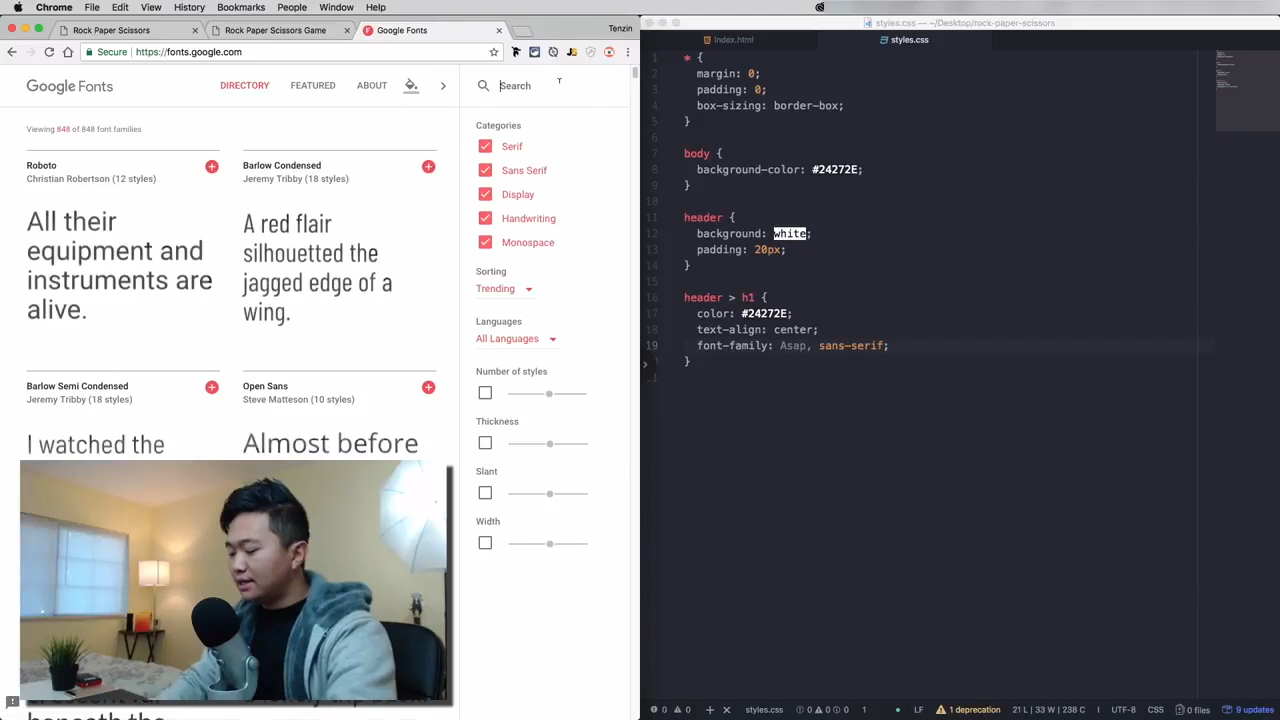 Chrome File Edit View History Bookmarks People Window Help
styles.css — ~/Desktop/rock-paper-scissors
Rock Paper Scissors
Rock Paper Scissors Game
Google Fonts
Tenzin
Secure https://fonts.google.com
Google Fonts
DIRECTORY
FEATURED
ABOUT
Search
Viewing 848 of 848 font families
Roboto
Christian Robertson (12 styles)
All their
equipment and
instruments are
alive.
Barlow Condensed
Jeremy Tribby (18 styles)
A red flair
silhouetted the
jagged edge of a
wing.
Barlow Semi Condensed
Jeremy Tribby (18 styles)
I watched the
Open Sans
Steve Matteson (10 styles)
Almost before
Categories
Serif
Sans Serif
Display
Handwriting
Monospace
Sorting
Trending
Languages
All Languages
Number of styles
Thickness
Slant
Width
index.html
styles.css
1 * {
2 margin: 0;
3 padding: 0;
4 box-sizing: border-box;
5 }
6
7 body {
8 background-color: #24272E;
9 }
10
11 header {
12 background: white;
13 padding: 20px;
14 }
15
16 header > h1 {
17 color: #24272E;
18 text-align: center;
19 font-family: Asap, sans-serif;
}
0 0 styles.css 0 0 0 1
LF 1 deprecation 21 L | 33 W | 238 C UTF-8 CSS 0 files 9 updates